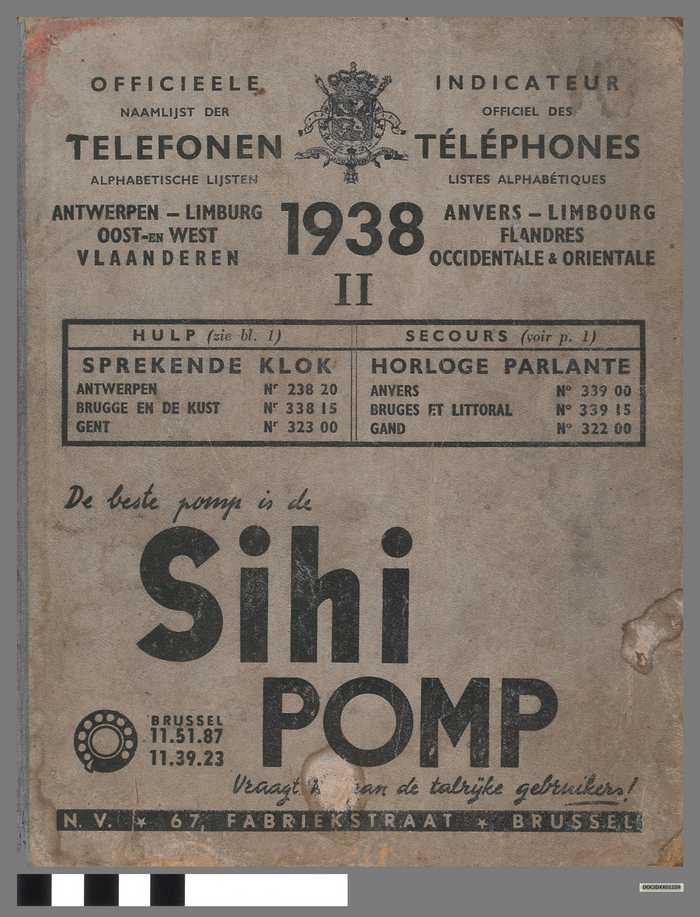 OFFICIEELE
NAAMLIJST DER
TELEFONEN
ALPHABETISCHE LIJSTEN
ANTWERPEN – LIMBURG
OOST- EN WEST
VLAANDEREN
INDICATEUR
OFFICIEL DES
TÉLÉPHONES
LISTES ALPHABÉTIQUES
ANVERS – LIMBOURG
FLANDRES
OCCIDENTALE & ORIENTALE
1938
II
HULP (zie bl. 1)
SPREKENDE KLOK
ANTWERPEN Nr 238 20
BRUGGE EN DE KUST Nr 338 15
GENT Nr 323 00
SECOURS (voir p. 1)
HORLOGE PARLANTE
ANVERS No 339 00
BRUGES ET LITTORAL No 339 15
GAND No 322 00
De beste pomp is de
Sihi
POMP
BRUSSEL
11.51.87
11.39.23
Vraagt aan de talrijke gebruikers!
N. V. ★ 67, FABRIEKSTRAAT ★ BRUSSEL